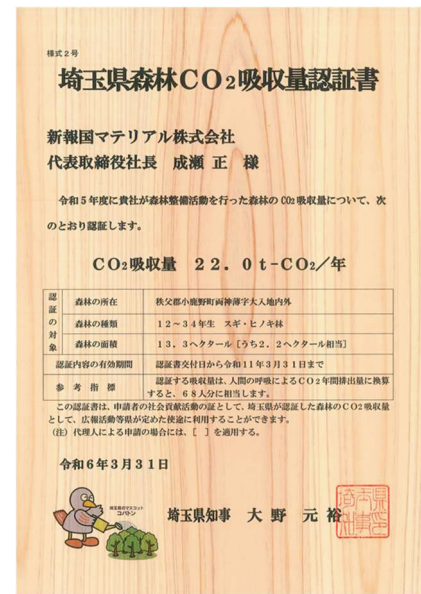 様式2号
埼玉県森林CO2吸収量認証書
新報国マテリアル株式会社
代表取締役社長 成瀬 正 様
令和5年度に貴社が森林整備活動を行った森林のCO2吸収量について、次
のとおり認証します。
CO2吸収量 22.0t-CO2/年
認証の対象
森林の所在 秩父郡小鹿野町両神薄字大入地内外
森林の種類 12~34年生 スギ・ヒノキ林
森林の面積 13.3ヘクタール[うち2.2ヘクタール相当]
認証内容の有効期間 認証書交付日から令和11年3月31日まで
参考指標 認証する吸収量は、人間の呼吸によるCO2年間排出量に換算
すると、68人分に相当します。
この認証書は、申請者の社会貢献活動の証として、埼玉県が認証した森林のCO2吸収量
として、広報活動等県が定めた使途に利用することができます。
(注)代理人による申請の場合には、[ ]を適用する。
令和6年3月31日
埼玉県のマスコット
コバトン
埼玉県知事 大野 元裕